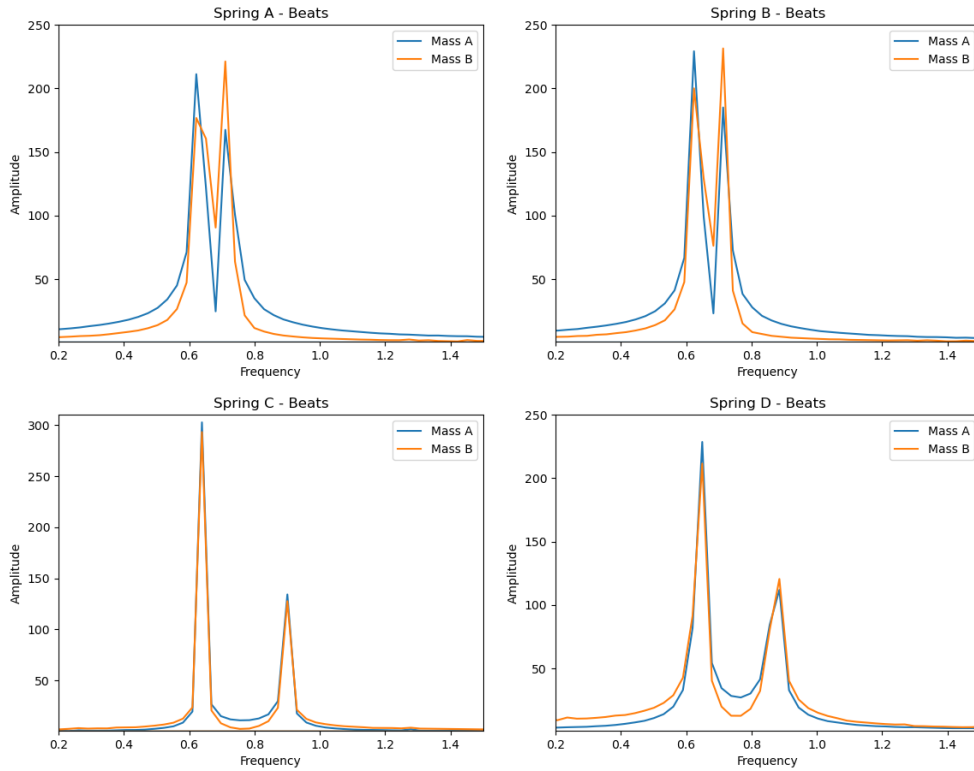 Spring A - Beats
250
200
150
100
50
Amplitude
Mass A
Mass B
0.2 0.4 0.6 0.8 1.0 1.2 1.4
Frequency
Spring B - Beats
250
200
150
100
50
Amplitude
Mass A
Mass B
0.2 0.4 0.6 0.8 1.0 1.2 1.4
Frequency
Spring C - Beats
300
250
200
150
100
50
Amplitude
Mass A
Mass B
0.2 0.4 0.6 0.8 1.0 1.2 1.4
Frequency
Spring D - Beats
250
200
150
100
50
Amplitude
Mass A
Mass B
0.2 0.4 0.6 0.8 1.0 1.2 1.4
Frequency